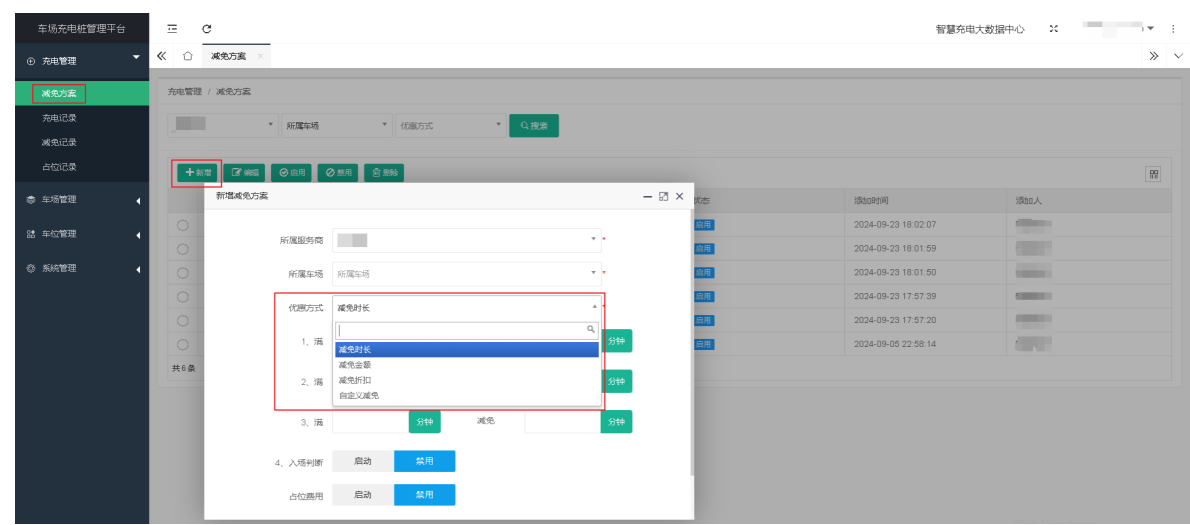 车场充电桩管理平台
智慧充电大数据中心
充电管理
减免方案
减免方案
充电记录
减免记录
占位记录
车场管理
车位管理
系统管理
充电管理 / 减免方案
所属车场
优惠方式
搜索
新增
编辑
启用
禁用
删除
状态
添加时间
添加人
启用
2024-09-23 18:02:07
启用
2024-09-23 18:01:59
启用
2024-09-23 18:01:50
启用
2024-09-23 17:57:39
启用
2024-09-23 17:57:20
启用
2024-09-05 22:58:14
共 6 条
新增减免方案
所属服务商
*
所属车场
所属车场
*
优惠方式
减免时长
*
减免时长
减免金额
减免折扣
自定义减免
1、满
分钟
2、满
分钟
3、满
分钟
减免
分钟
4、入场判断
启动
禁用
占位费用
启动
禁用